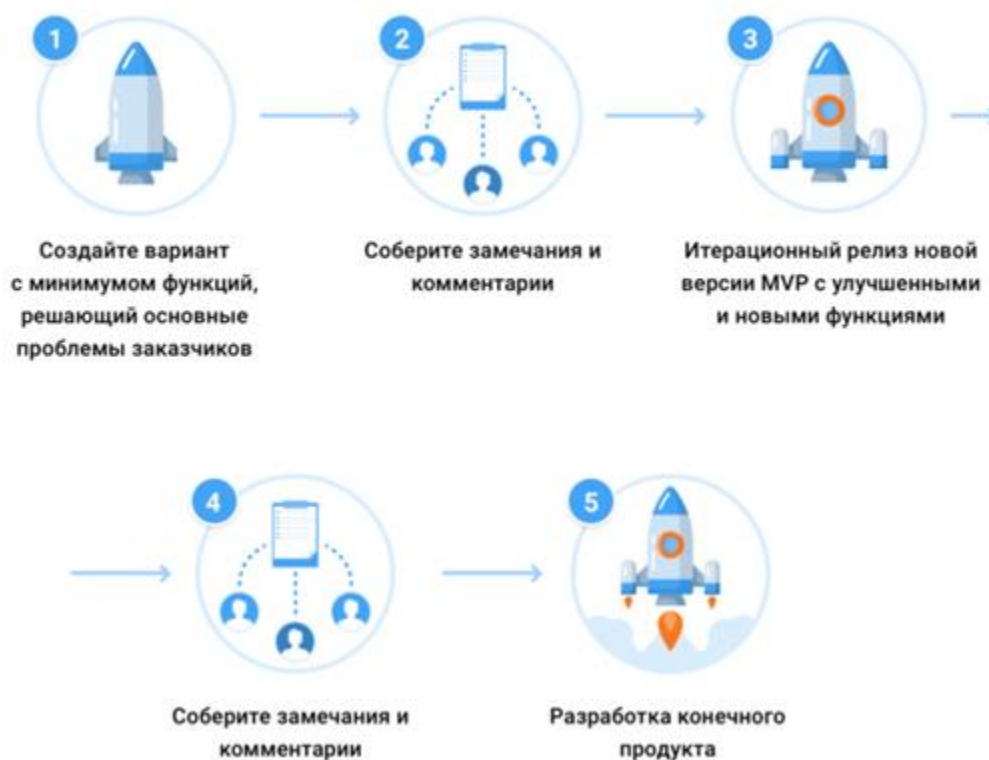 1
2
3
Создайте вариант
с минимумом функций,
решающий основные
проблемы заказчиков
Соберите замечания и
комментарии
Итерационный релиз новой
версии MVP с улучшенными
и новыми функциями
4
5
Соберите замечания и
комментарии
Разработка конечного
продукта